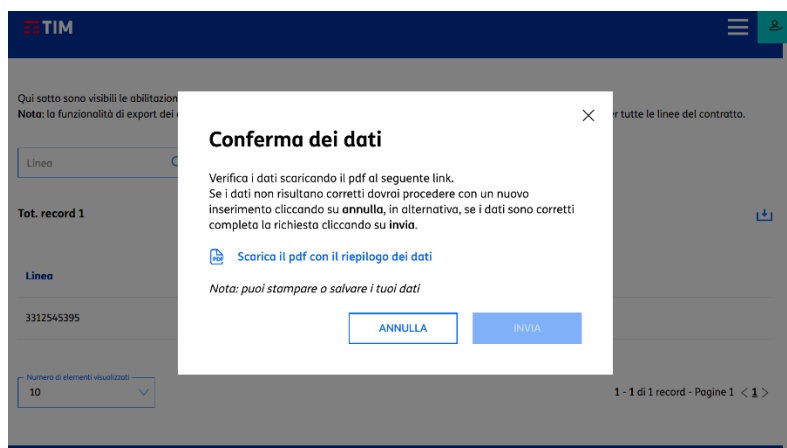 TIM
Qui sotto sono visibili le abilitazion
Nota: la funzionalità di export dei
r tutte le linee del contratto.
Linea
Tot. record 1
Linea
3312545395
Numero di elementi visualizzati
10
1 - 1 di 1 record - Pagine 1 < 1 >
Conferma dei dati
Verifica i dati scaricando il pdf al seguente link.
Se i dati non risultano corretti dovrai procedere con un nuovo
inserimento cliccando su annulla, in alternativa, se i dati sono corretti
completa la richiesta cliccando su invia.
PDF
Scarica il pdf con il riepilogo dei dati
Nota: puoi stampare o salvare i tuoi dati
ANNULLA
INVIA